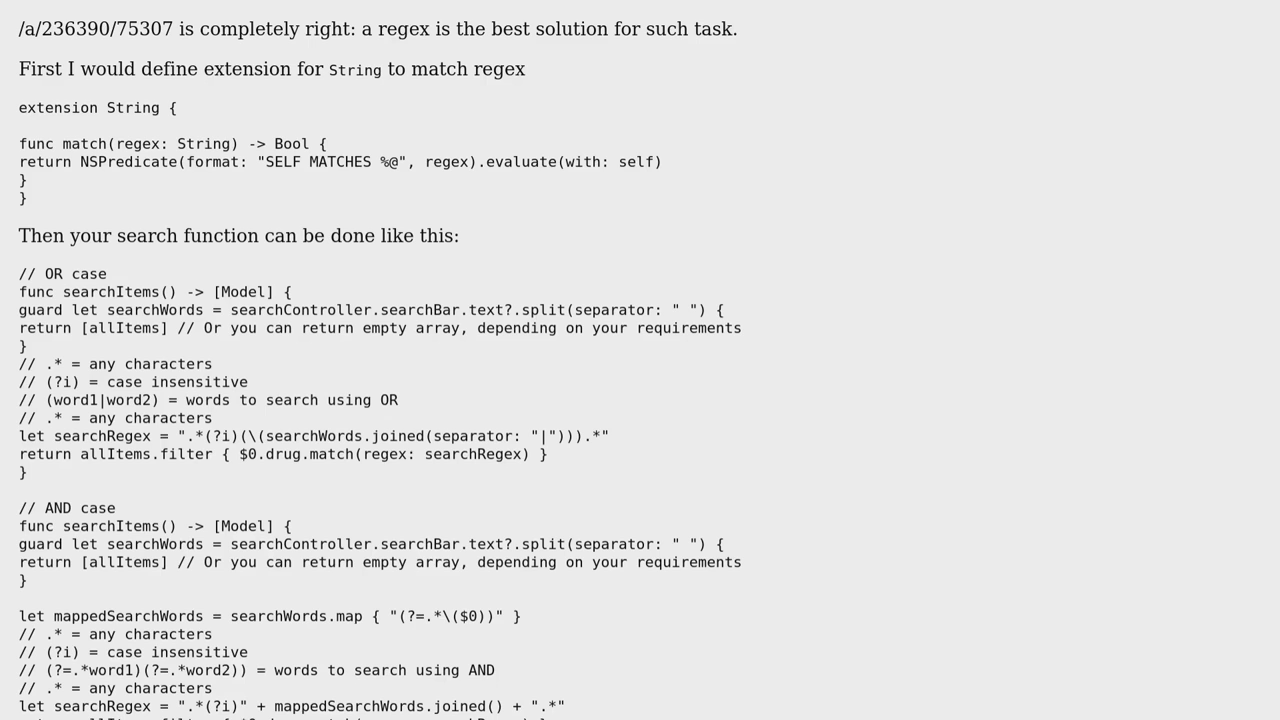 /a/236390/75307 is completely right: a regex is the best solution for such task.
First I would define extension for String to match regex
extension String {
func match(regex: String) -> Bool {
return NSPredicate(format: "SELF MATCHES %@", regex).evaluate(with: self)
}
}
Then your search function can be done like this:
// OR case
func searchItems() -> [Model] {
guard let searchWords = searchController.searchBar.text?.split(separator: " ") {
return [allItems] // Or you can return empty array, depending on your requirements
}
// .* = any characters
// (?i) = case insensitive
// (word1|word2) = words to search using OR
// .* = any characters
let searchRegex = ".*(?i)(\(searchWords.joined(separator: "|"))).*"
return allItems.filter { $0.drug.match(regex: searchRegex) }
}
// AND case
func searchItems() -> [Model] {
guard let searchWords = searchController.searchBar.text?.split(separator: " ") {
return [allItems] // Or you can return empty array, depending on your requirements
}
let mappedSearchWords = searchWords.map { "(?=.*\($0))" }
// .* = any characters
// (?i) = case insensitive
// (?=.*word1)(?=.*word2)) = words to search using AND
// .* = any characters
let searchRegex = ".*(?i)" + mappedSearchWords.joined() + ".*"